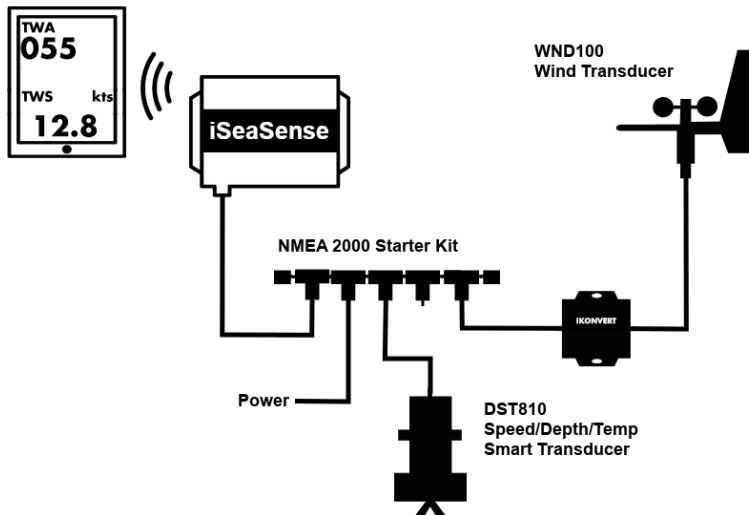 TWA
055
TWS kts
12.8
iSeaSense
WND100
Wind Transducer
NMEA 2000 Starter Kit
IKONVERT
Power
DST810
Speed/Depth/Temp
Smart Transducer